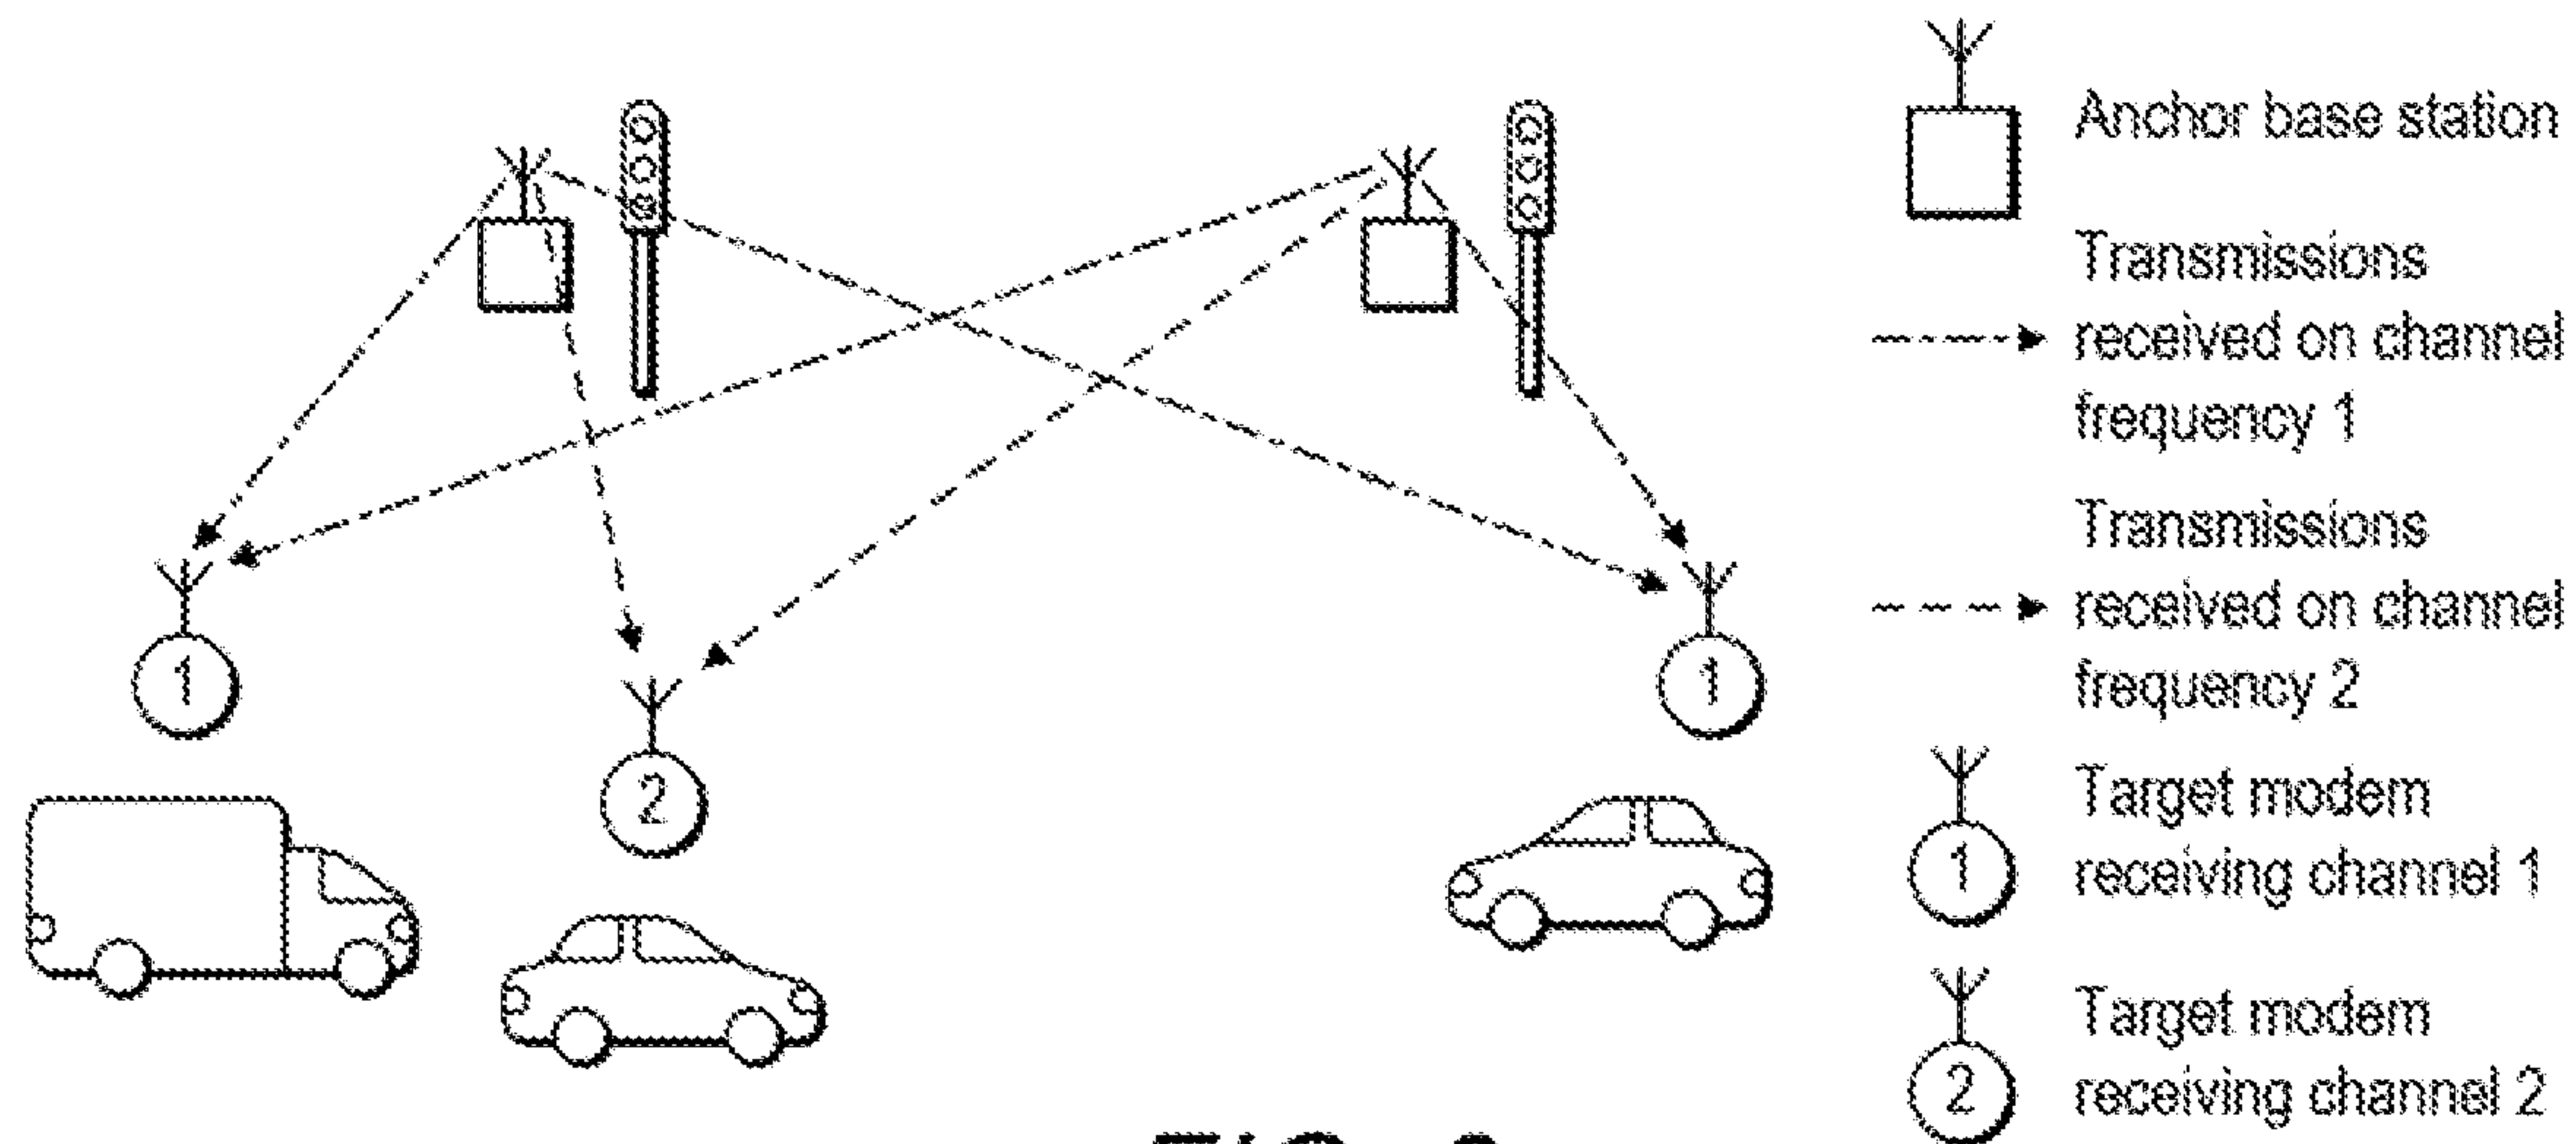 Anchor base station
Transmissions
received on channel
frequency 1
Transmissions
received on channel
frequency 2
1
1
2
1
Target modem
receiving channel 1
2
Target modem
receiving channel 2